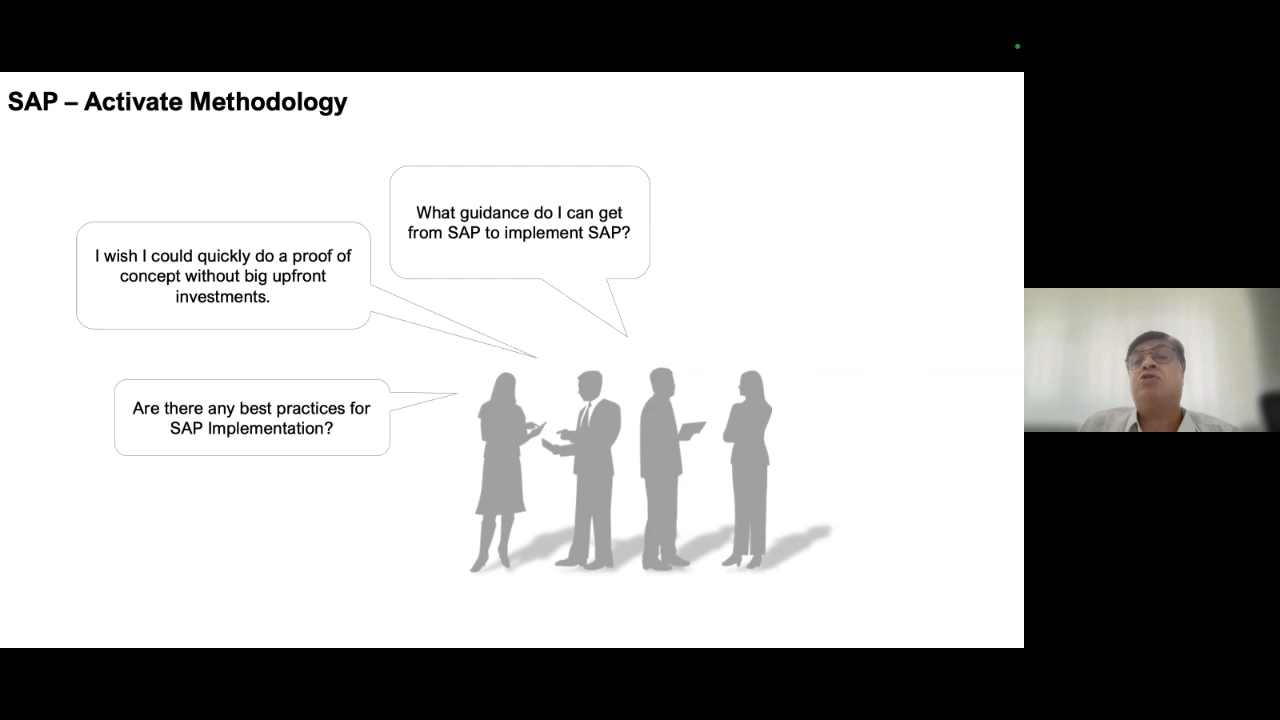 SAP – Activate Methodology
What guidance do I can get
from SAP to implement SAP?
I wish I could quickly do a proof of
concept without big upfront
investments.
Are there any best practices for
SAP Implementation?